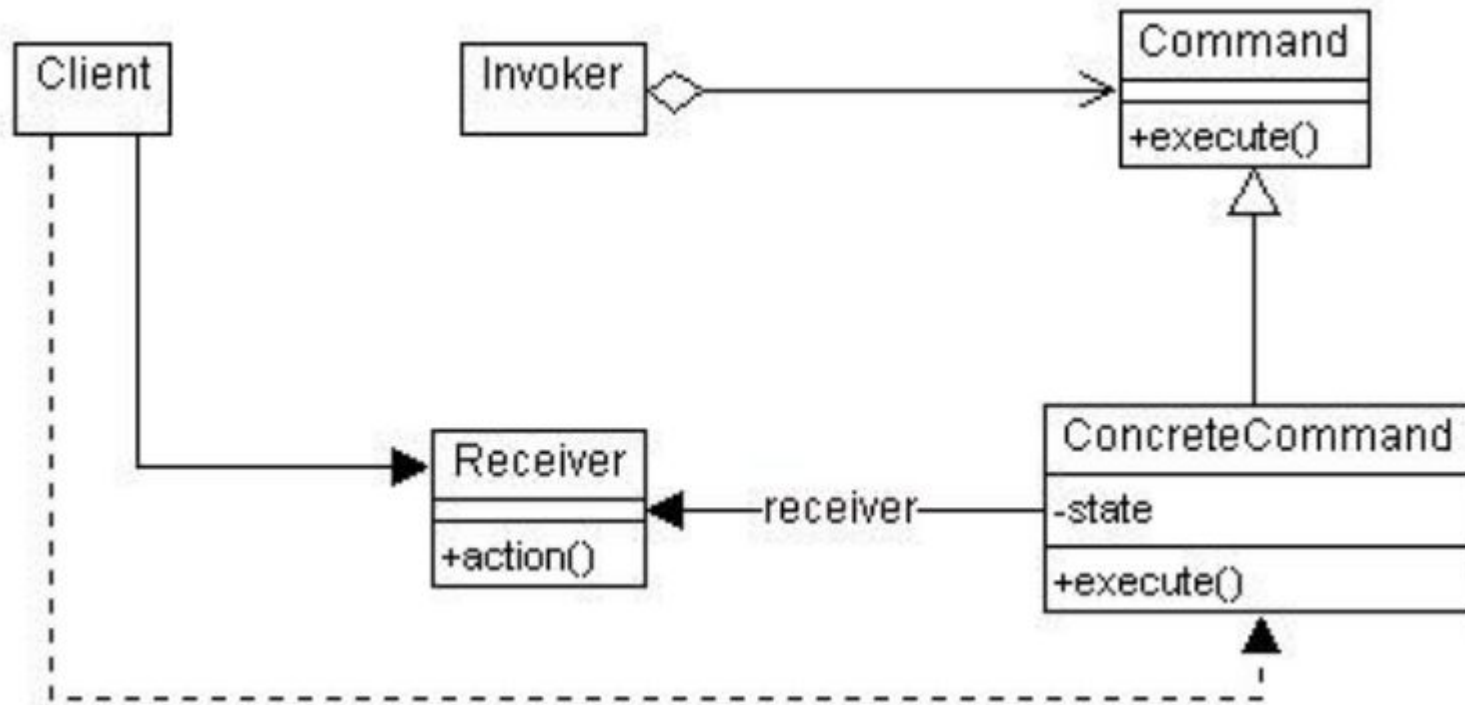 Client
Invoker
Command
+execute()
Receiver
+action()
receiver
ConcreteCommand
-state
+execute()